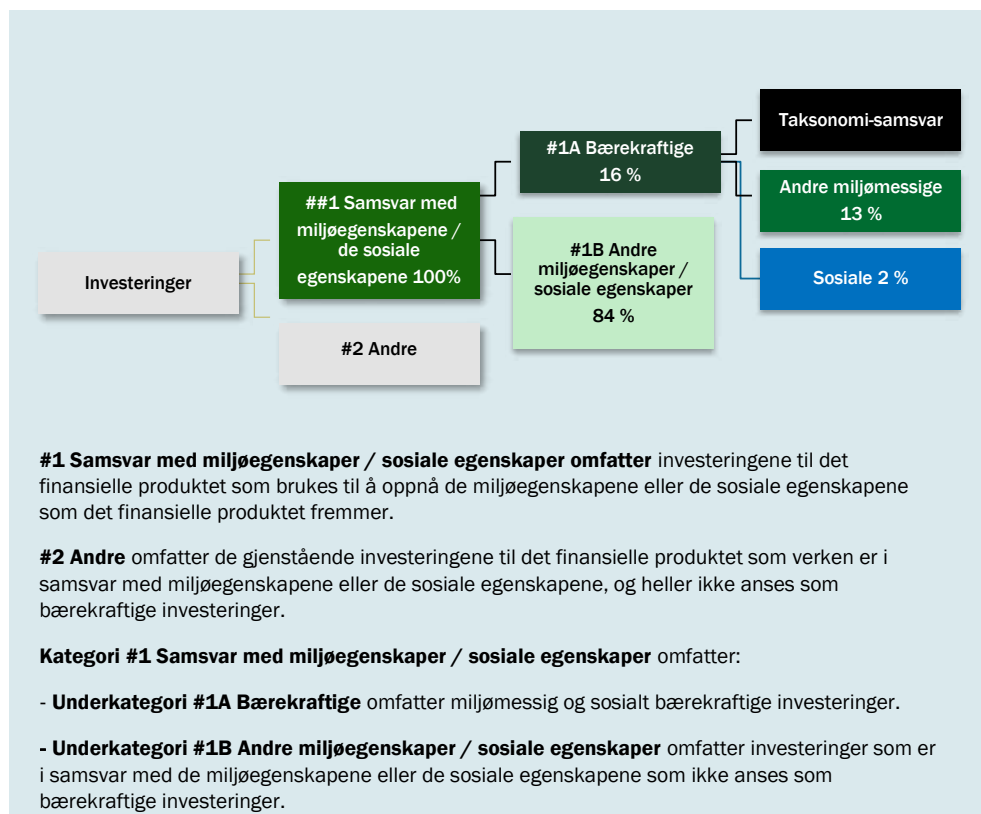 Taksonomi-samsvar
#1A Bærekraftige
16 %
Andre miljømessige
13 %
##1 Samsvar med
miljøegenskapene /
de sosiale
egenskapene 100%
#1B Andre
miljøegenskaper /
sosiale egenskaper
84 %
Investeringer
Sosiale 2 %
#2 Andre
#1 Samsvar med miljøegenskaper / sosiale egenskaper omfatter investeringene til det
finansielle produktet som brukes til å oppnå de miljøegenskapene eller de sosiale egenskapene
som det finansielle produktet fremmer.
#2 Andre omfatter de gjenstående investeringene til det finansielle produktet som verken er i
samsvar med miljøegenskapene eller de sosiale egenskapene, og heller ikke anses som
bærekraftige investeringer.
Kategori #1 Samsvar med miljøegenskaper / sosiale egenskaper omfatter:
- Underkategori #1A Bærekraftige omfatter miljømessig og sosialt bærekraftige investeringer.
- Underkategori #1B Andre miljøegenskaper / sosiale egenskaper omfatter investeringer som er
i samsvar med de miljøegenskapene eller de sosiale egenskapene som ikke anses som
bærekraftige investeringer.